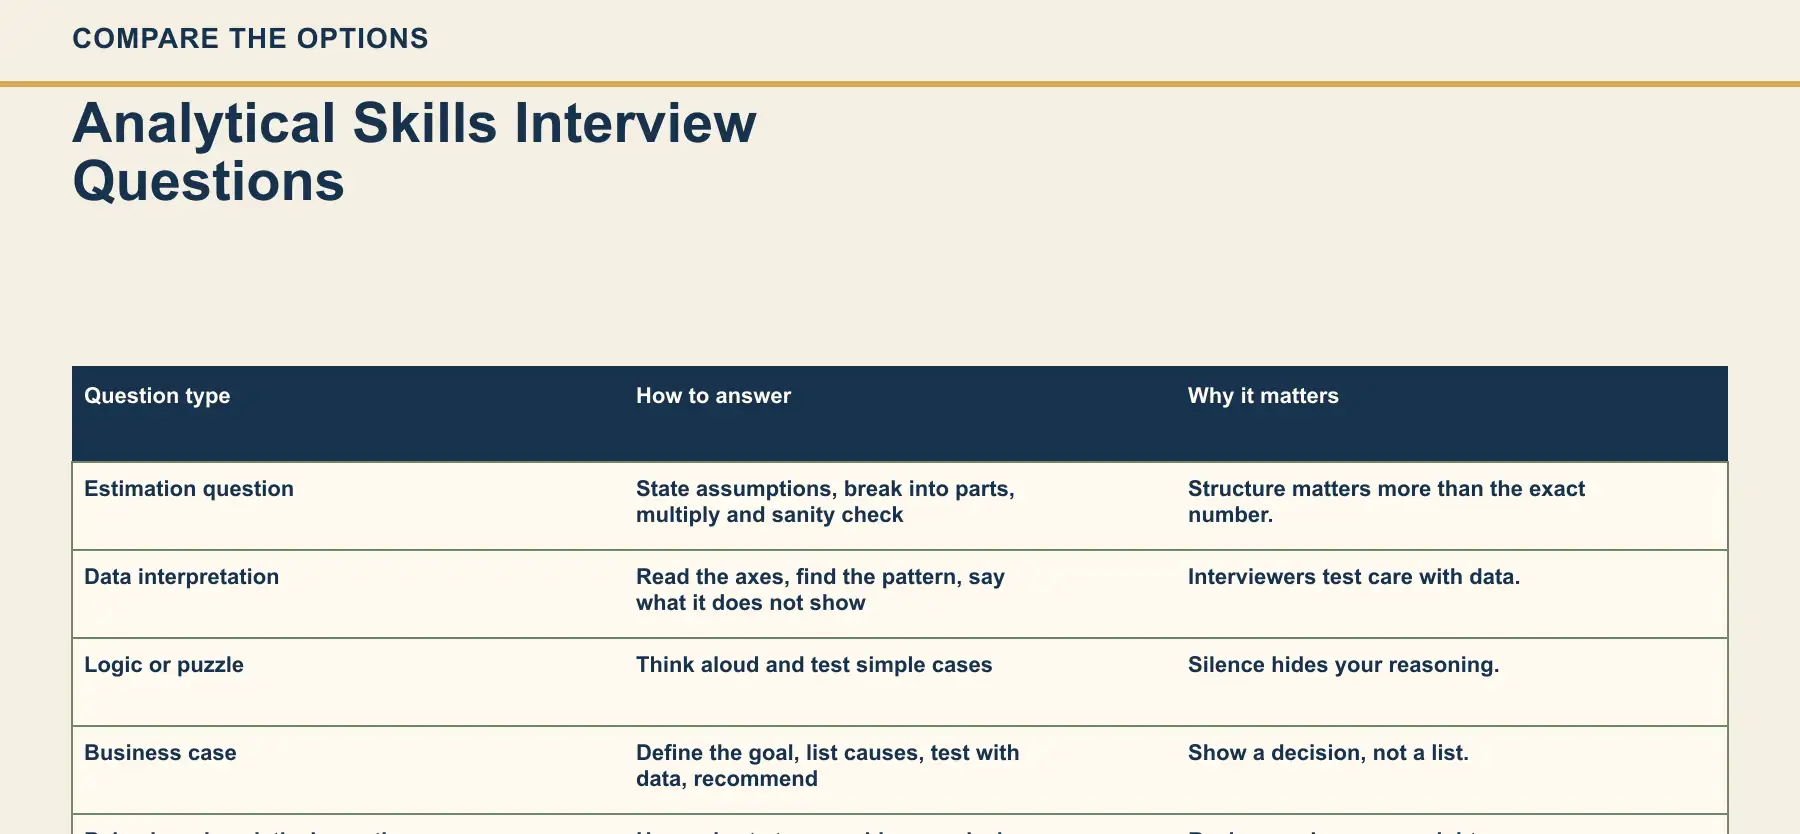 COMPARE THE OPTIONS
Analytical Skills Interview
Questions
Question type
How to answer
Why it matters
Estimation question
State assumptions, break into parts,
multiply and sanity check
Structure matters more than the exact
number.
Data interpretation
Read the axes, find the pattern, say
what it does not show
Interviewers test care with data.
Logic or puzzle
Think aloud and test simple cases
Silence hides your reasoning.
Business case
Define the goal, list causes, test with
data, recommend
Show a decision, not a list.